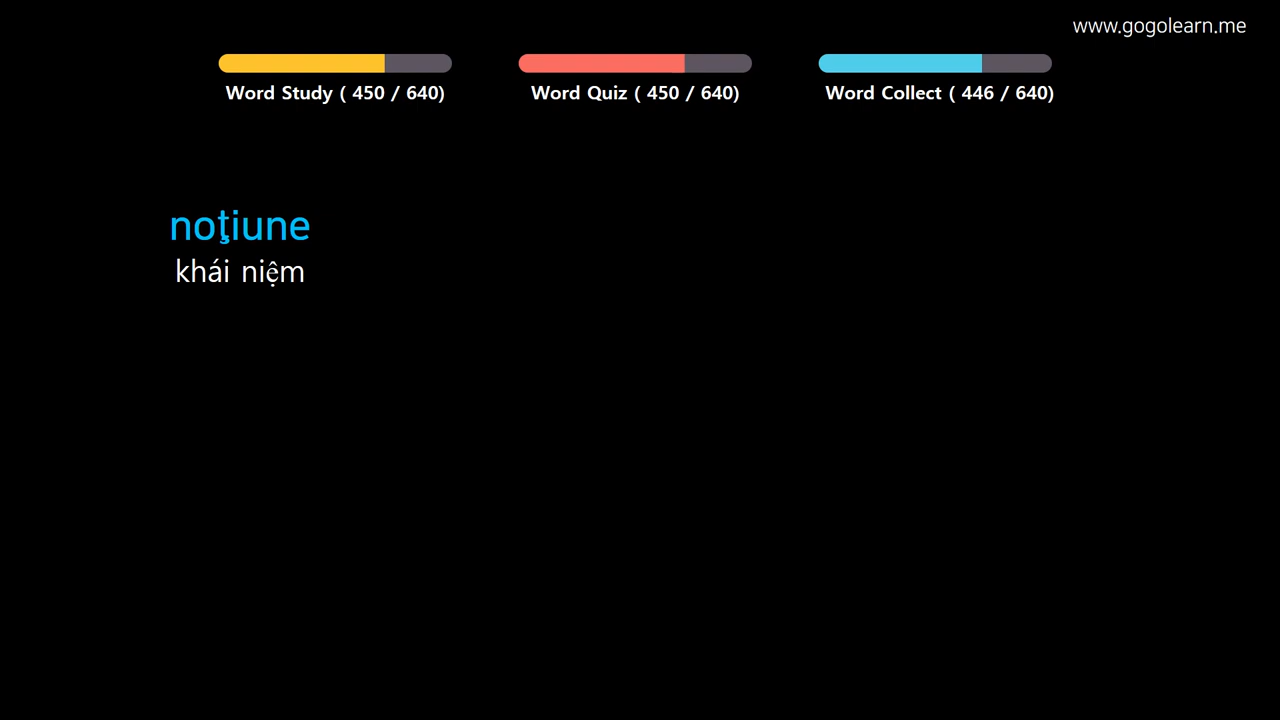 www.gogolearn.me
Word Study ( 450 / 640)
Word Quiz ( 450 / 640)
Word Collect ( 446 / 640)
noţiune
khái niệm